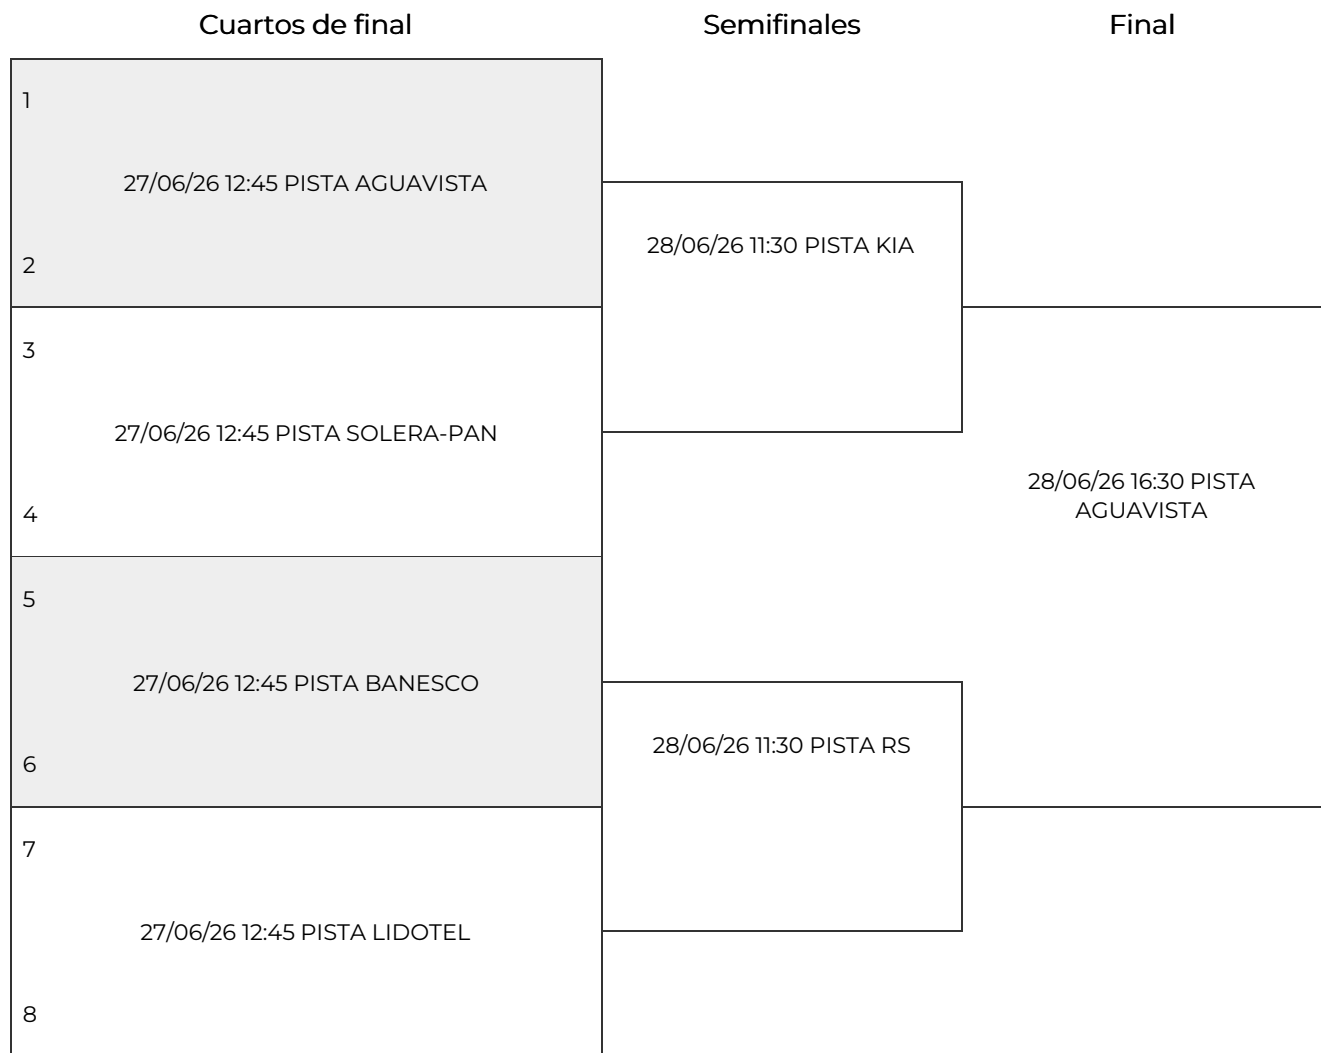 Cuartos de final
Semifinales
Final
1
27/06/26 12:45 PISTA AGUAVISTA
2
28/06/26 11:30 PISTA KIA
3
27/06/26 12:45 PISTA SOLERA-PAN
4
28/06/26 16:30 PISTA
AGUAVISTA
5
27/06/26 12:45 PISTA BANESCO
6
28/06/26 11:30 PISTA RS
7
27/06/26 12:45 PISTA LIDOTEL
8